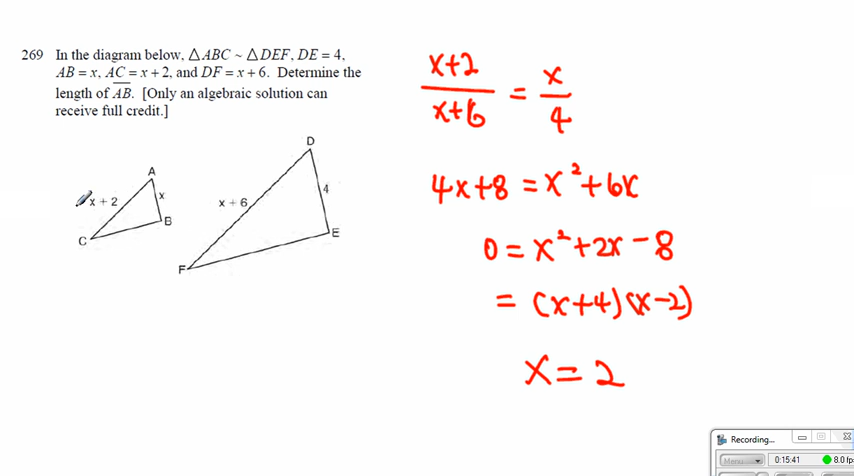 269 In the diagram below, △ABC ~ △DEF, DE = 4,
AB = x, AC = x + 2, and DF = x + 6. Determine the
length of A̅B̅. [Only an algebraic solution can
receive full credit.]
A
x + 2
x
B
C
D
x + 6
4
E
F
(x+2)/(x+6) = x/4
4x+8 = x²+6x
0 = x²+2x-8
= (x+4)(x-2)
x = 2
Recording...
Menu
0:15:41
8.0 fp